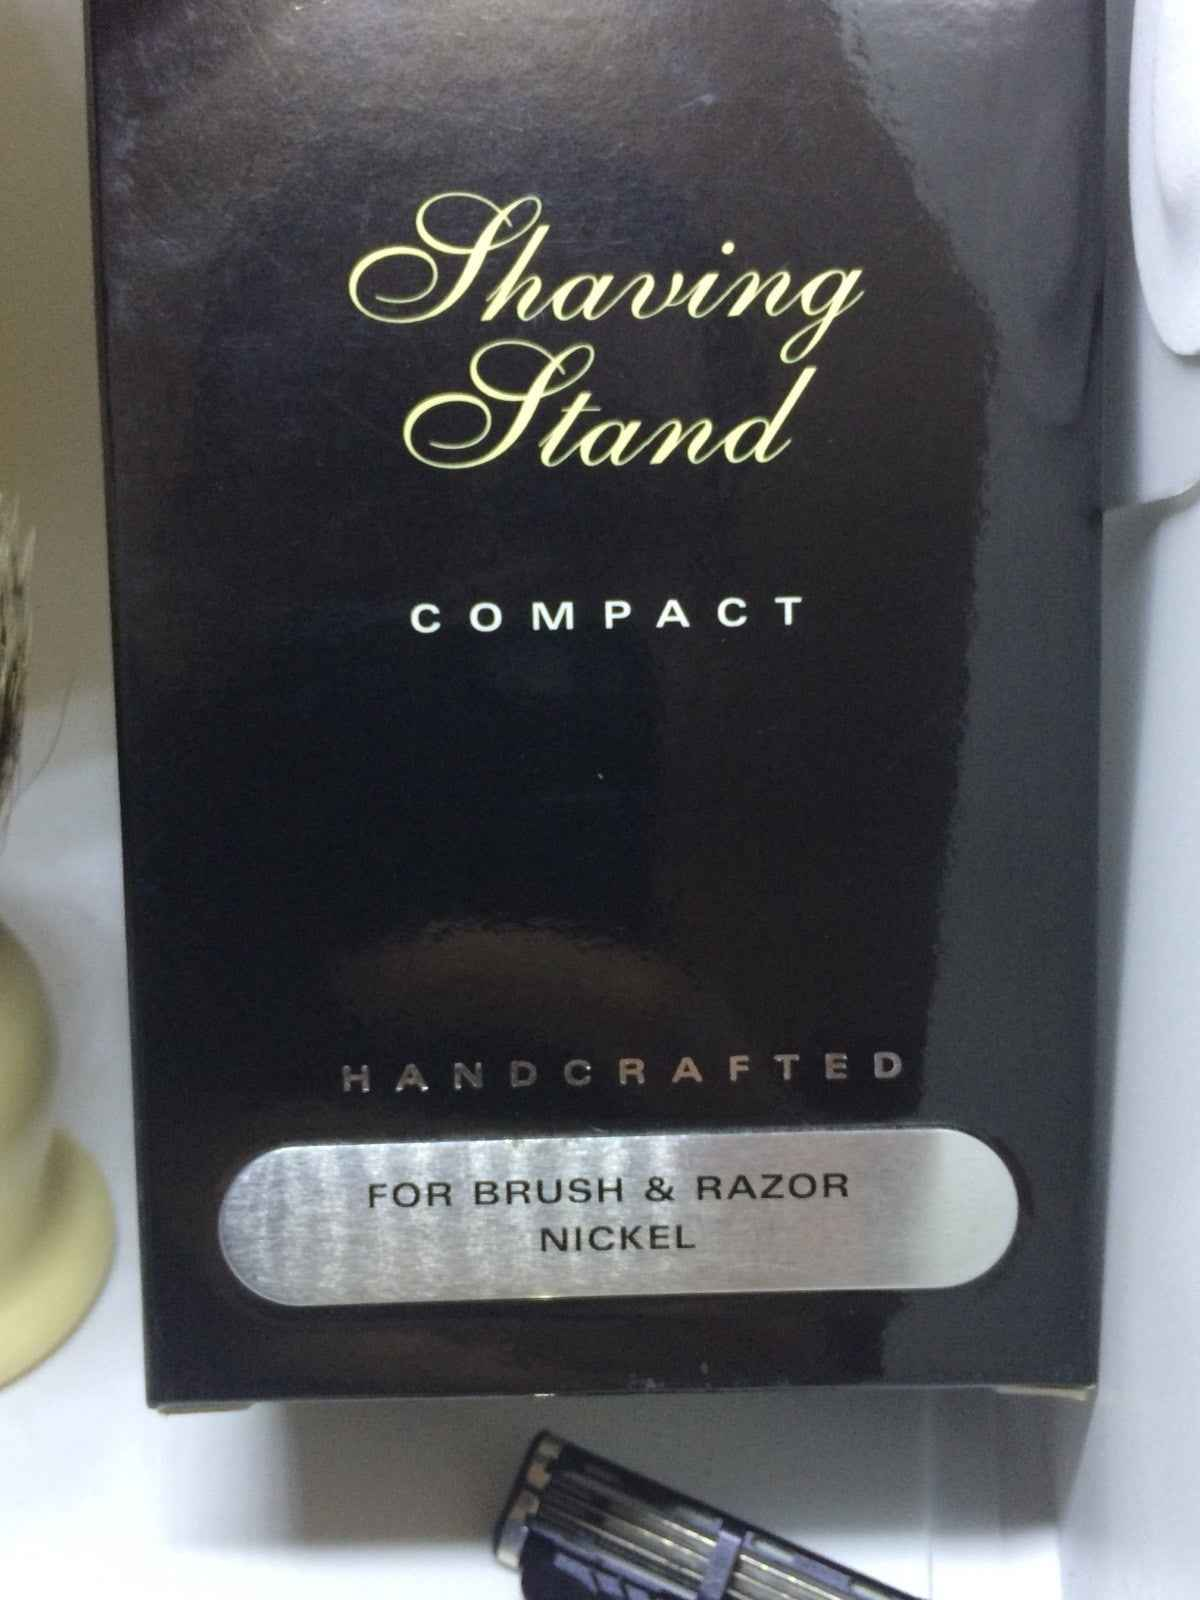 Shaving
Stand
COMPACT
HANDCRAFTED
FOR BRUSH & RAZOR
NICKEL